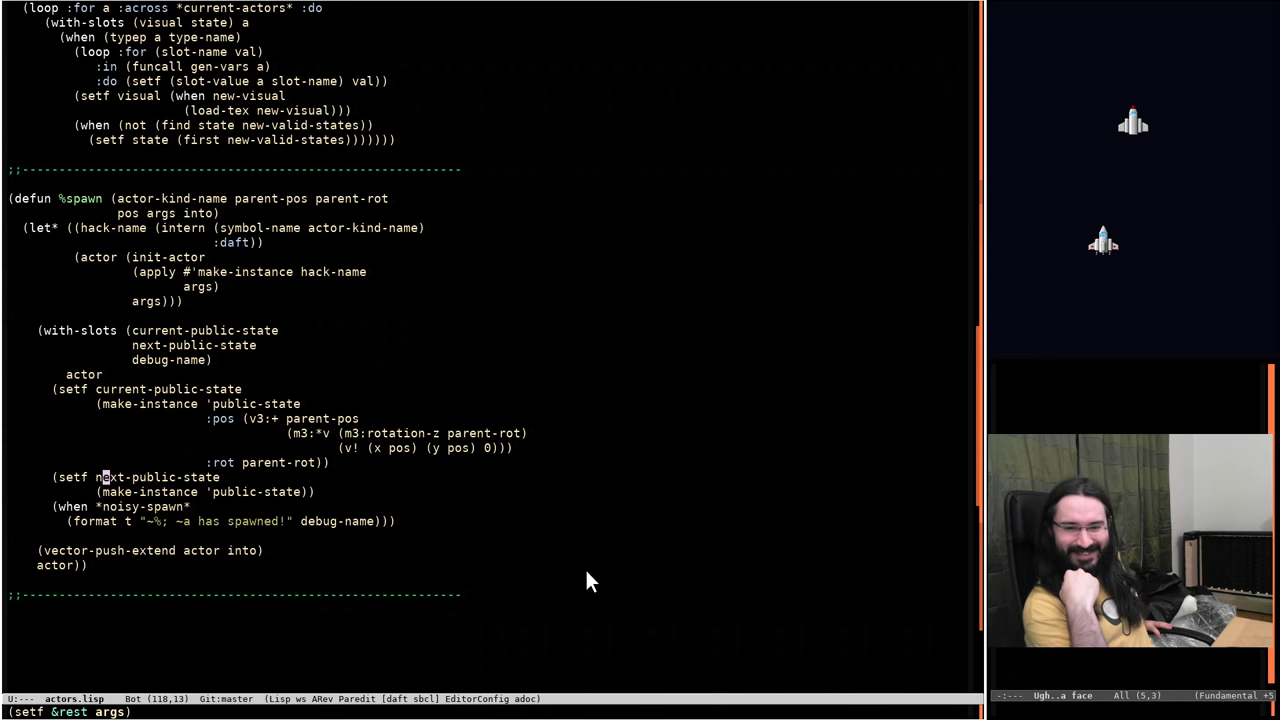 (loop :for a :across *current-actors* :do
(with-slots (visual state) a
(when (typep a type-name)
(loop :for (slot-name val)
:in (funcall gen-vars a)
:do (setf (slot-value a slot-name) val))
(setf visual (when new-visual
(load-tex new-visual)))
(when (not (find state new-valid-states))
(setf state (first new-valid-states)))))))
;;------------------------------------------------------------
(defun %spawn (actor-kind-name parent-pos parent-rot
pos args into)
(let* ((hack-name (intern (symbol-name actor-kind-name)
:daft))
(actor (init-actor
(apply #'make-instance hack-name
args)
args)))
(with-slots (current-public-state
next-public-state
debug-name)
actor
(setf current-public-state
(make-instance 'public-state
:pos (v3:+ parent-pos
(m3:*v (m3:rotation-z parent-rot)
(v! (x pos) (y pos) 0)))
:rot parent-rot))
(setf next-public-state
(make-instance 'public-state))
(when *noisy-spawn*
(format t "~%; ~a has spawned!" debug-name)))
(vector-push-extend actor into)
actor))
;;------------------------------------------------------------
U:--- actors.lisp Bot (118,13) Git:master (Lisp ws ARev Paredit [daft sbcl] EditorConfig adoc)
-:--- Ugh..a face All (5,3) (Fundamental +5
(setf &rest args)